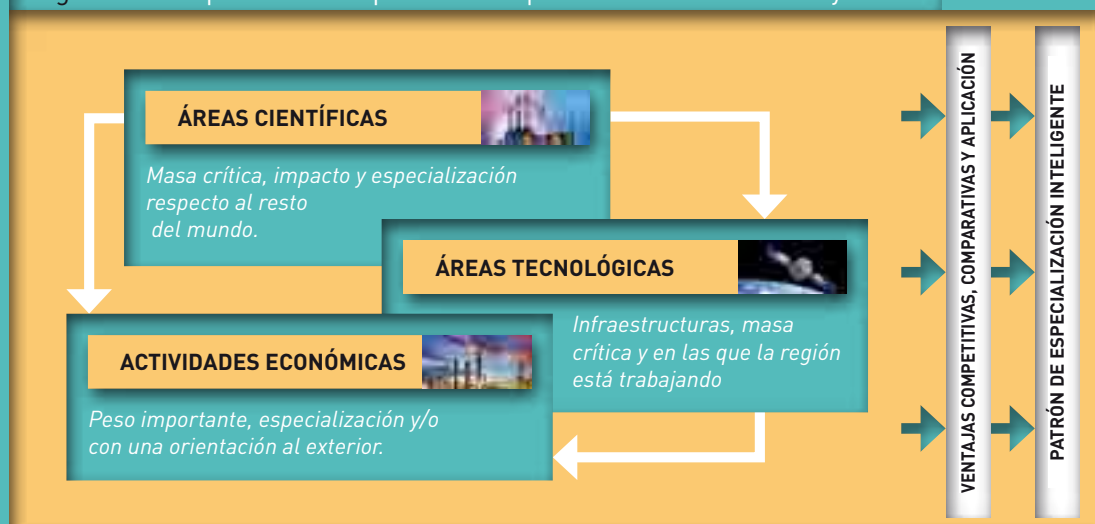 ÁREAS CIENTÍFICAS
Masa crítica, impacto y especialización
respecto al resto
del mundo.
ÁREAS TECNOLÓGICAS
Infraestructuras, masa
crítica y en las que la región
está trabajando
ACTIVIDADES ECONÓMICAS
Peso importante, especialización y/o
con una orientación al exterior.
VENTAJAS COMPETITIVAS, COMPARATIVAS Y APLICACIÓN
PATRÓN DE ESPECIALIZACIÓN INTELIGENTE